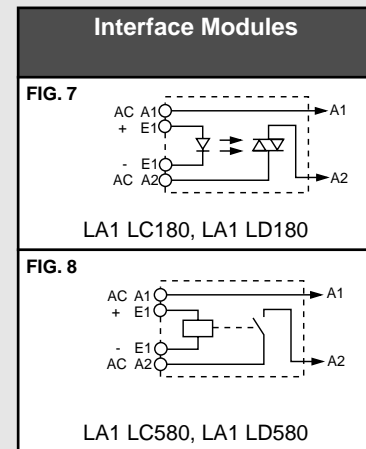 Interface Modules
FIG. 7
AC A1 A1
+ E1
- E1
AC A2 A2
LA1 LC180, LA1 LD180
FIG. 8
AC A1 A1
+ E1
- E1
AC A2 A2
LA1 LC580, LA1 LD580